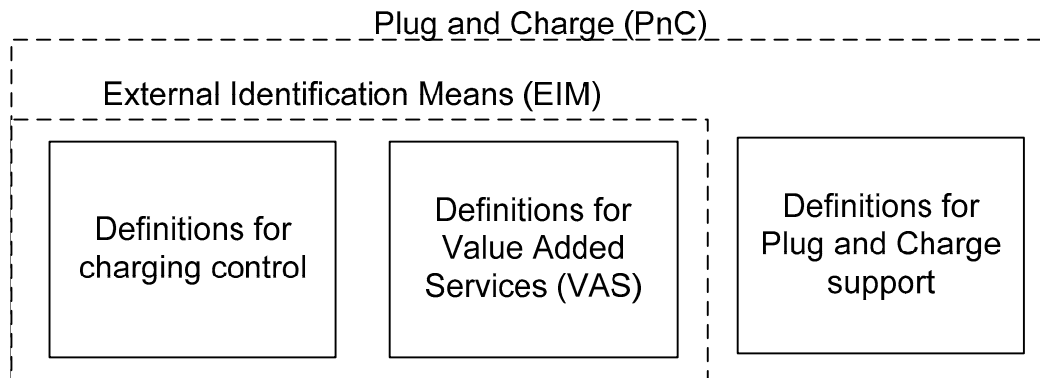 Plug and Charge (PnC)
External Identification Means (EIM)
Definitions for
charging control
Definitions for
Value Added
Services (VAS)
Definitions for
Plug and Charge
support